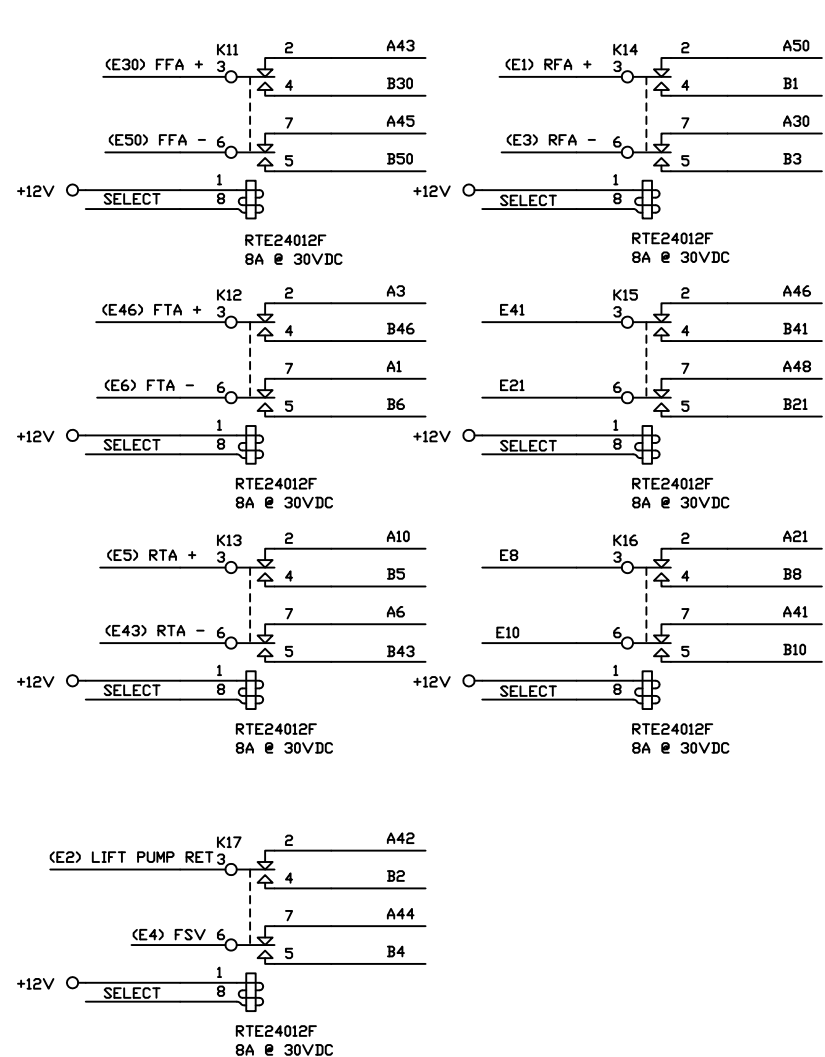 K11
2 A43
(E30) FFA + 3
4 B30
7 A45
(E50) FFA - 6
5 B50
+12V 1
SELECT 8
RTE24012F
8A @ 30VDC
K14
2 A50
(E1) RFA + 3
4 B1
7 A30
(E3) RFA - 6
5 B3
+12V 1
SELECT 8
RTE24012F
8A @ 30VDC
K12
2 A3
(E46) FTA + 3
4 B46
7 A1
(E6) FTA - 6
5 B6
+12V 1
SELECT 8
RTE24012F
8A @ 30VDC
K15
2 A46
E41 3
4 B41
7 A48
E21 6
5 B21
+12V 1
SELECT 8
RTE24012F
8A @ 30VDC
K13
2 A10
(E5) RTA + 3
4 B5
7 A6
(E43) RTA - 6
5 B43
+12V 1
SELECT 8
RTE24012F
8A @ 30VDC
K16
2 A21
E8 3
4 B8
7 A41
E10 6
5 B10
+12V 1
SELECT 8
RTE24012F
8A @ 30VDC
K17
2 A42
(E2) LIFT PUMP RET 3
4 B2
7 A44
(E4) FSV 6
5 B4
+12V 1
SELECT 8
RTE24012F
8A @ 30VDC